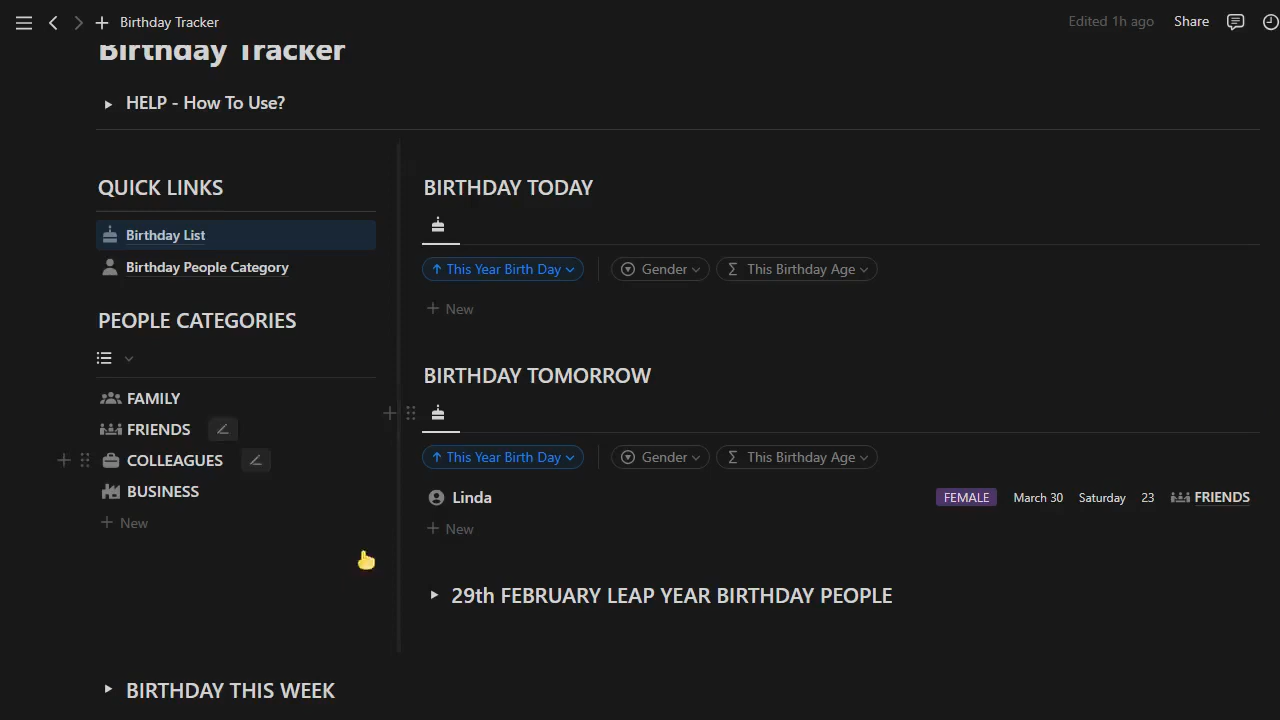 Birthday Tracker
Edited 1h ago
Share
Birthday Tracker
HELP - How To Use?
QUICK LINKS
Birthday List
Birthday People Category
PEOPLE CATEGORIES
FAMILY
FRIENDS
COLLEAGUES
BUSINESS
New
BIRTHDAY TODAY
This Year Birth Day
Gender
This Birthday Age
New
BIRTHDAY TOMORROW
This Year Birth Day
Gender
This Birthday Age
Linda FEMALE March 30 Saturday 23 FRIENDS
New
29th FEBRUARY LEAP YEAR BIRTHDAY PEOPLE
BIRTHDAY THIS WEEK